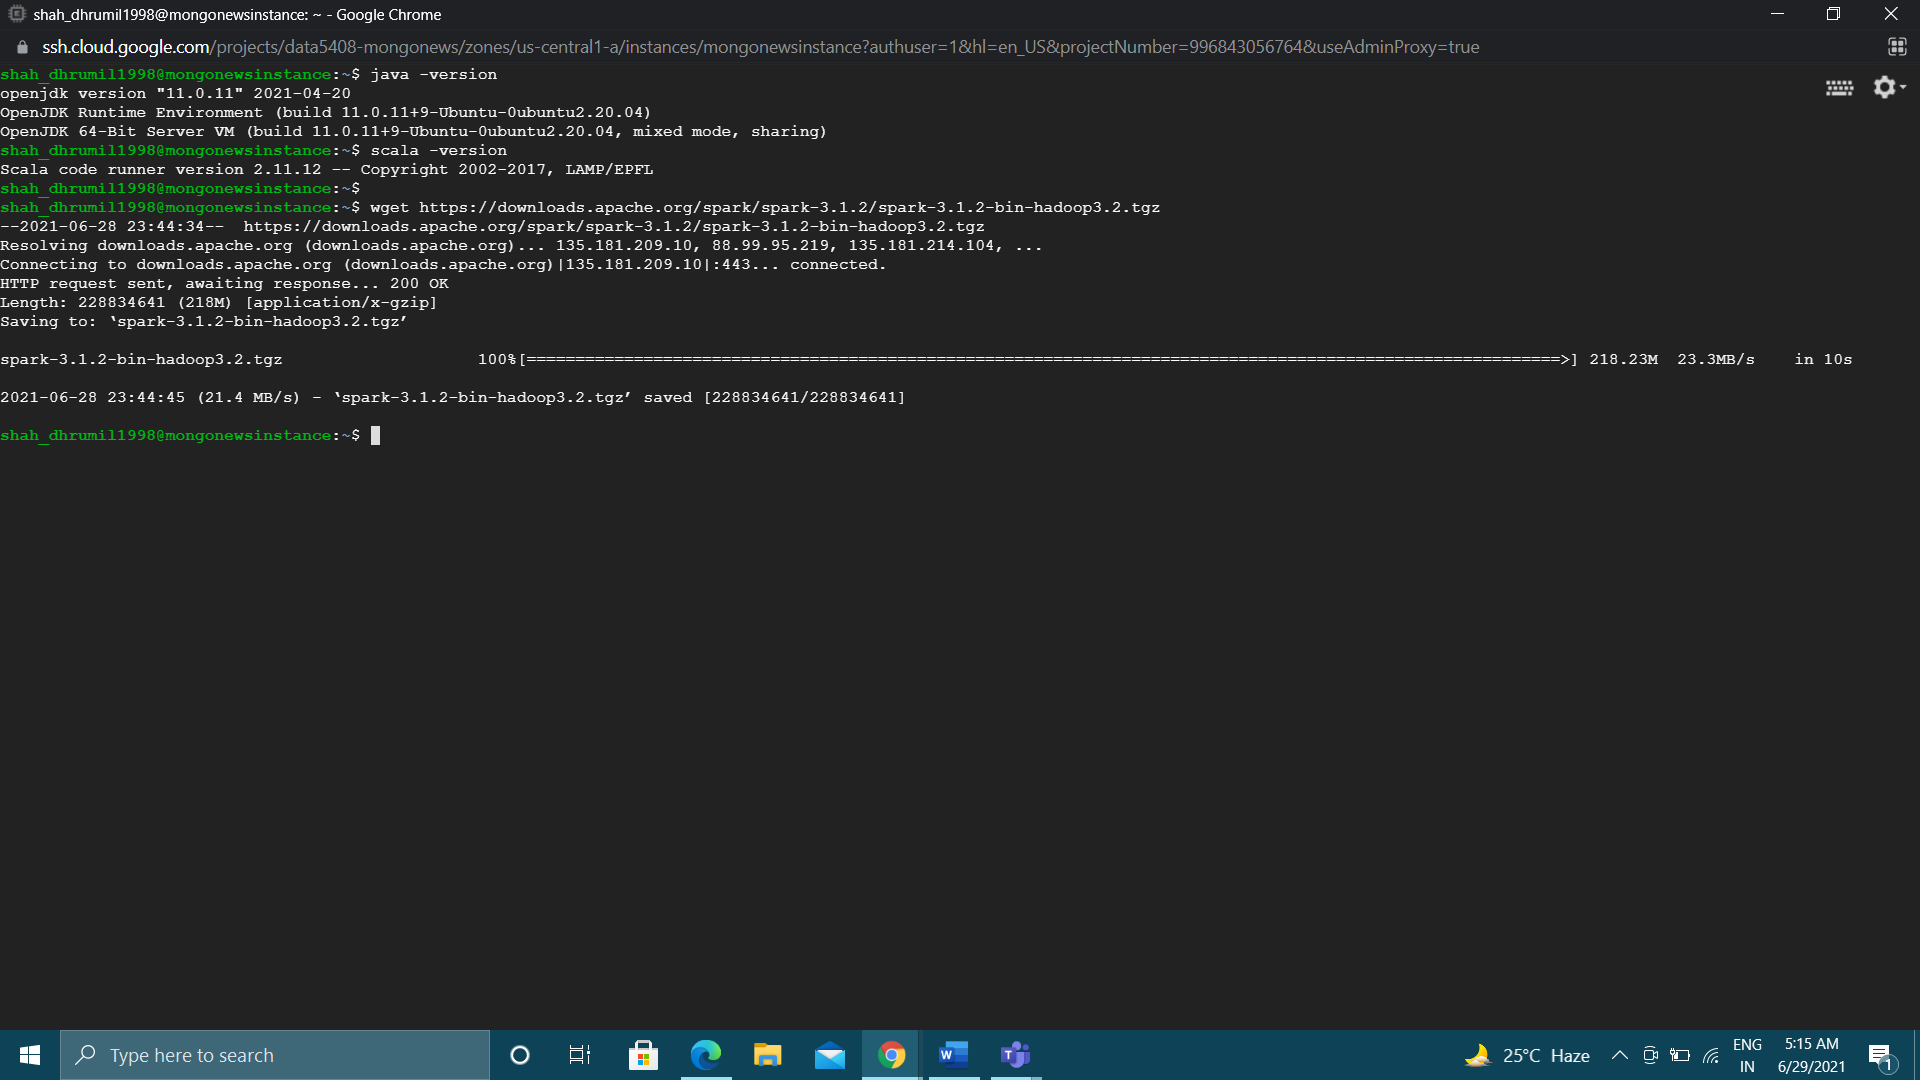 shah_dhrumil1998@mongonewsinstance: ~ - Google Chrome
ssh.cloud.google.com/projects/data5408-mongonews/zones/us-central1-a/instances/mongonewsinstance?authuser=1&hl=en_US&projectNumber=996843056764&useAdminProxy=true
shah_dhrumil1998@mongonewsinstance:~$ java -version
openjdk version "11.0.11" 2021-04-20
OpenJDK Runtime Environment (build 11.0.11+9-Ubuntu-0ubuntu2.20.04)
OpenJDK 64-Bit Server VM (build 11.0.11+9-Ubuntu-0ubuntu2.20.04, mixed mode, sharing)
shah_dhrumil1998@mongonewsinstance:~$ scala -version
Scala code runner version 2.11.12 -- Copyright 2002-2017, LAMP/EPFL
shah_dhrumil1998@mongonewsinstance:~$
shah_dhrumil1998@mongonewsinstance:~$ wget https://downloads.apache.org/spark/spark-3.1.2/spark-3.1.2-bin-hadoop3.2.tgz
--2021-06-28 23:44:34--  https://downloads.apache.org/spark/spark-3.1.2/spark-3.1.2-bin-hadoop3.2.tgz
Resolving downloads.apache.org (downloads.apache.org)... 135.181.209.10, 88.99.95.219, 135.181.214.104, ...
Connecting to downloads.apache.org (downloads.apache.org)|135.181.209.10|:443... connected.
HTTP request sent, awaiting response... 200 OK
Length: 228834641 (218M) [application/x-gzip]
Saving to: ‘spark-3.1.2-bin-hadoop3.2.tgz’
spark-3.1.2-bin-hadoop3.2.tgz 100%[==========================================================================================================>] 218.23M 23.3MB/s in 10s
2021-06-28 23:44:45 (21.4 MB/s) - ‘spark-3.1.2-bin-hadoop3.2.tgz’ saved [228834641/228834641]
shah_dhrumil1998@mongonewsinstance:~$
Type here to search
25°C Haze
ENG
IN
5:15 AM
6/29/2021
1